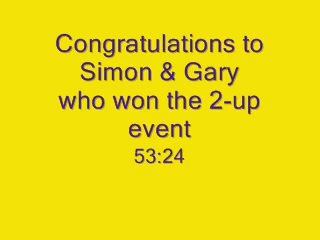 Congratulations to
Simon & Gary
who won the 2-up
event
53:24